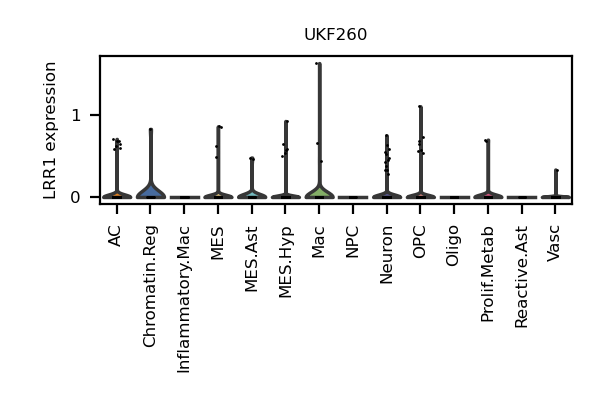 UKF260
LRR1 expression
1
0
AC
Chromatin.Reg
Inflammatory.Mac
MES
MES.Ast
MES.Hyp
Mac
NPC
Neuron
OPC
Oligo
Prolif.Metab
Reactive.Ast
Vasc